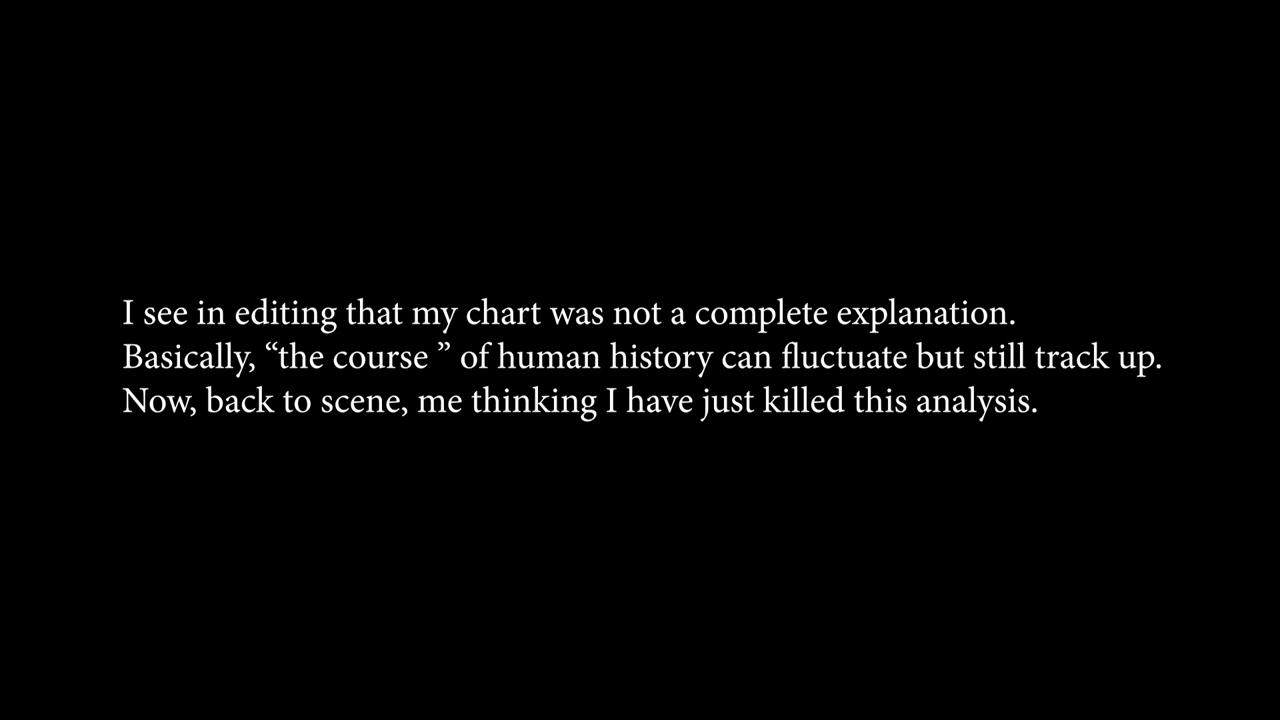 I see in editing that my chart was not a complete explanation.
Basically, “the course ” of human history can fluctuate but still track up.
Now, back to scene, me thinking I have just killed this analysis.